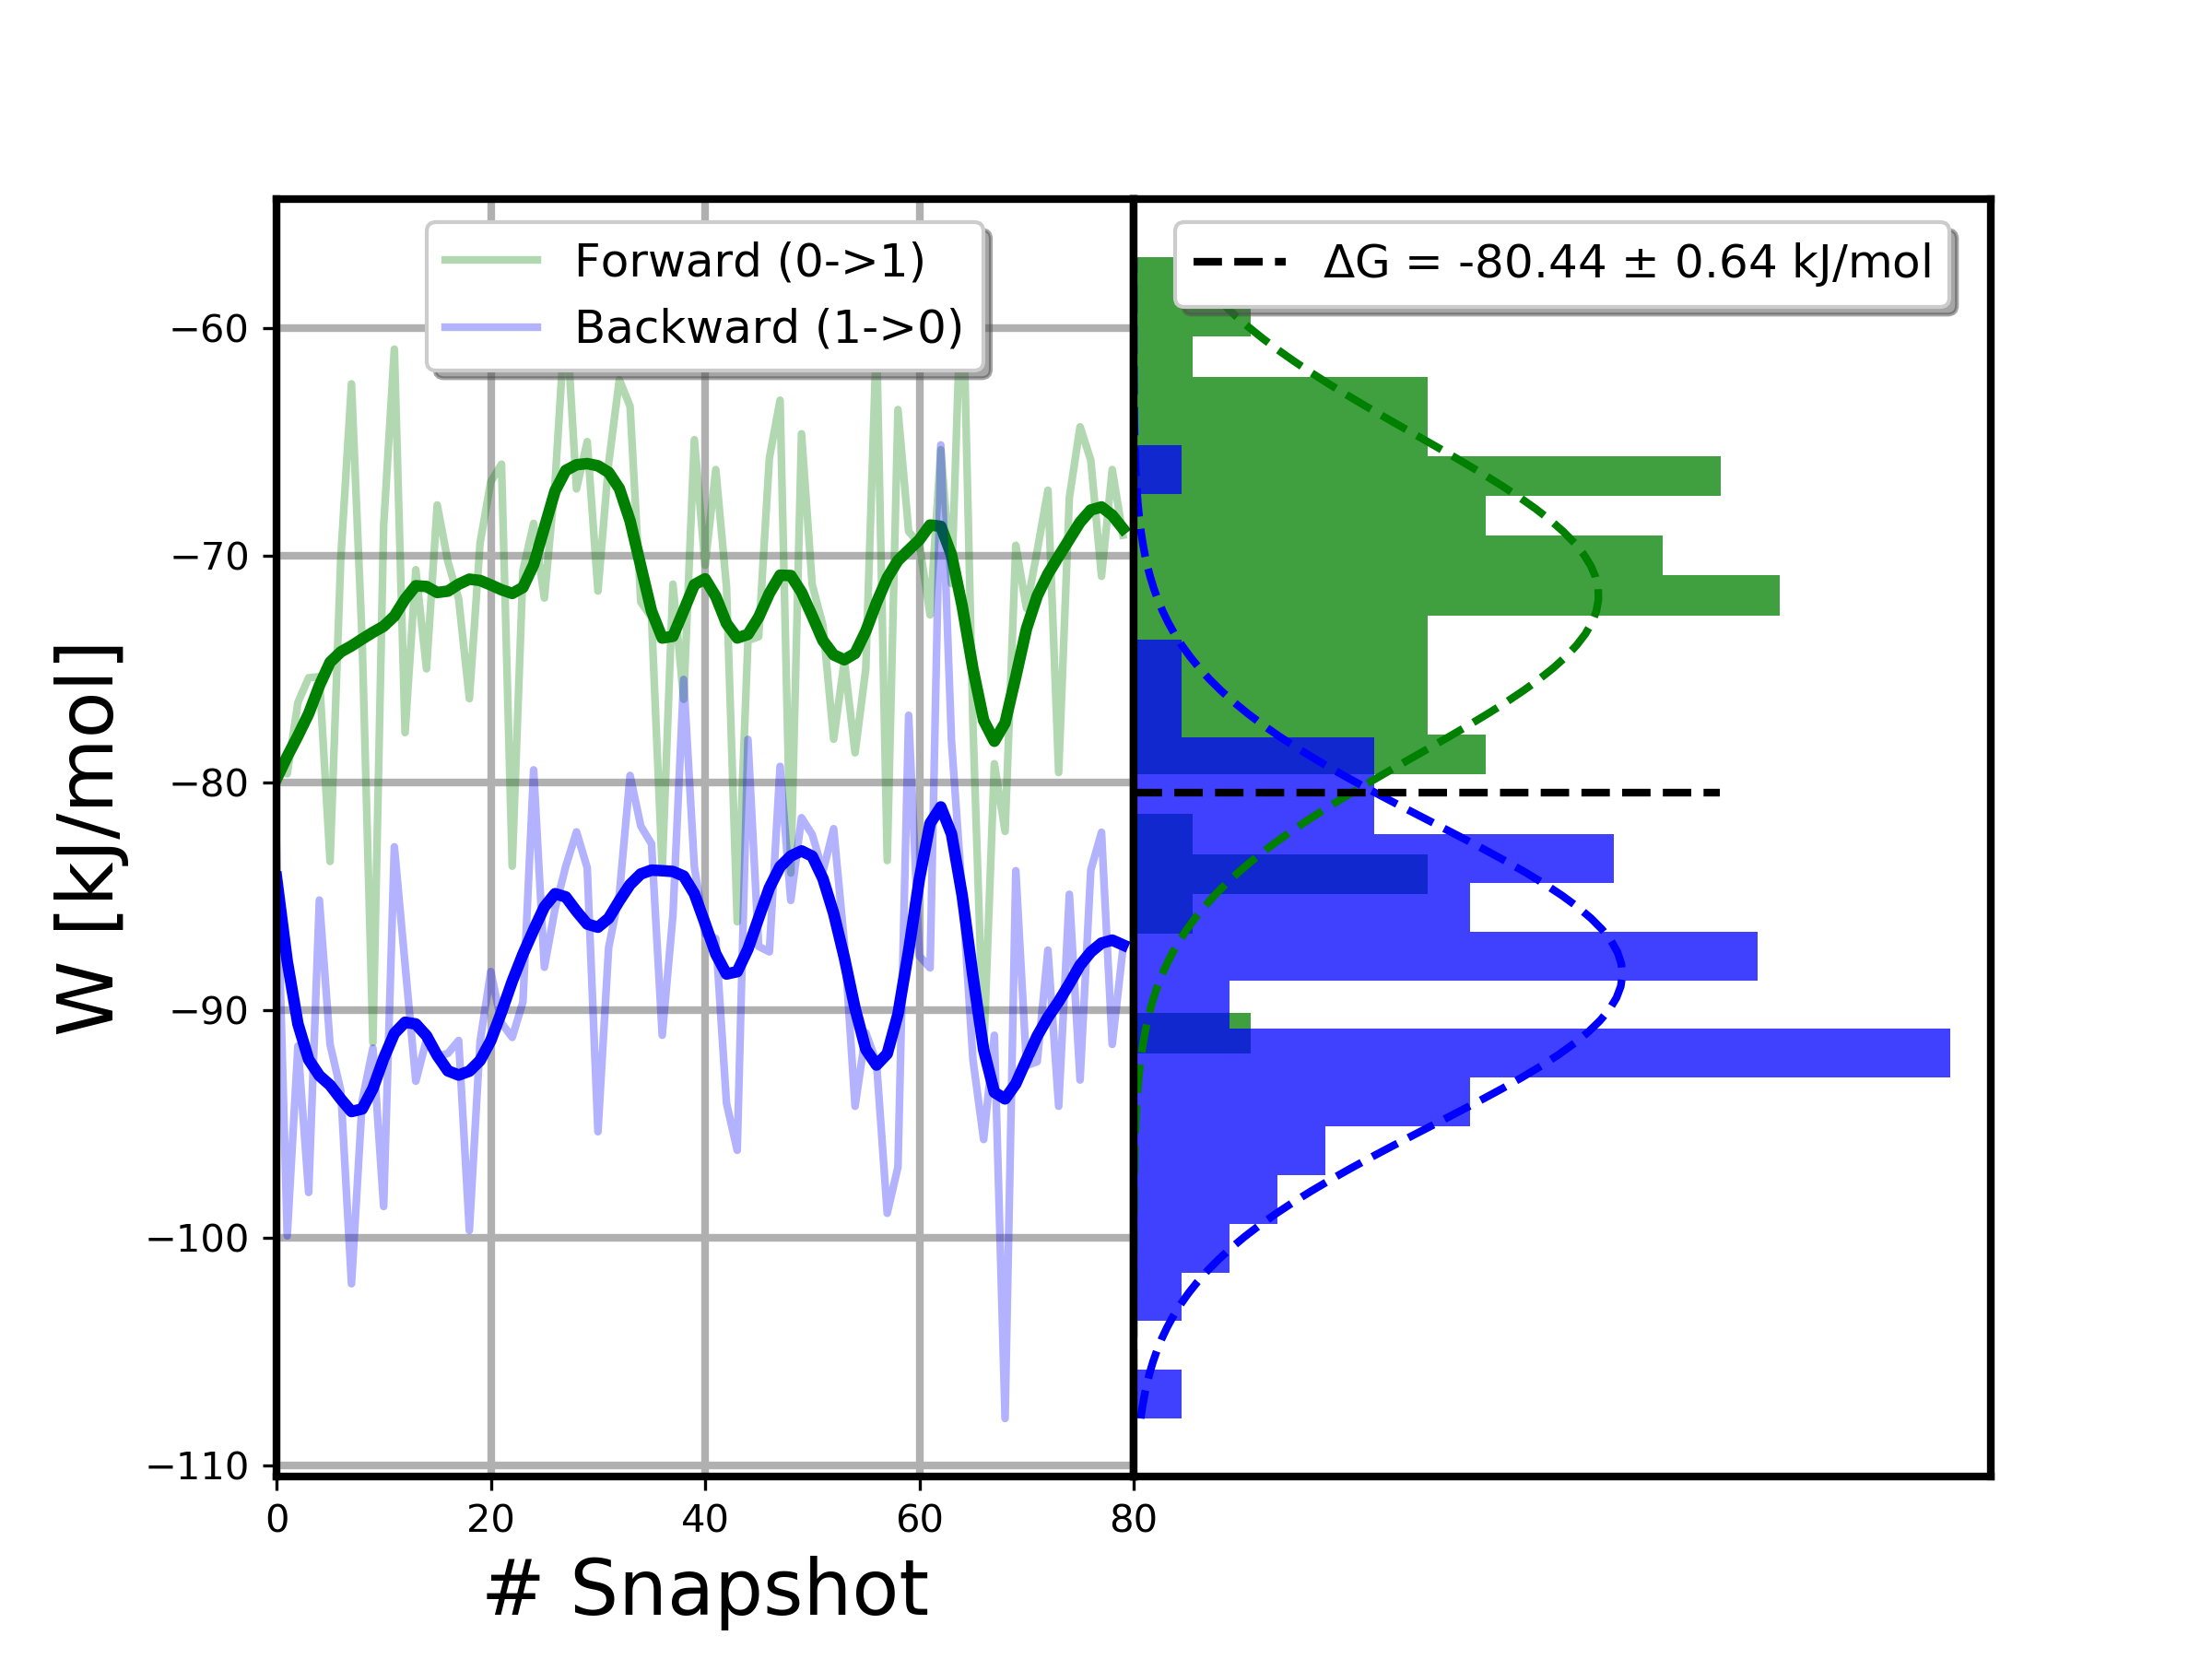 Forward (0->1)
Backward (1->0)
ΔG = -80.44 ± 0.64 kJ/mol
W [kJ/mol]
−60
−70
−80
−90
−100
−110
0 20 40 60 80
# Snapshot